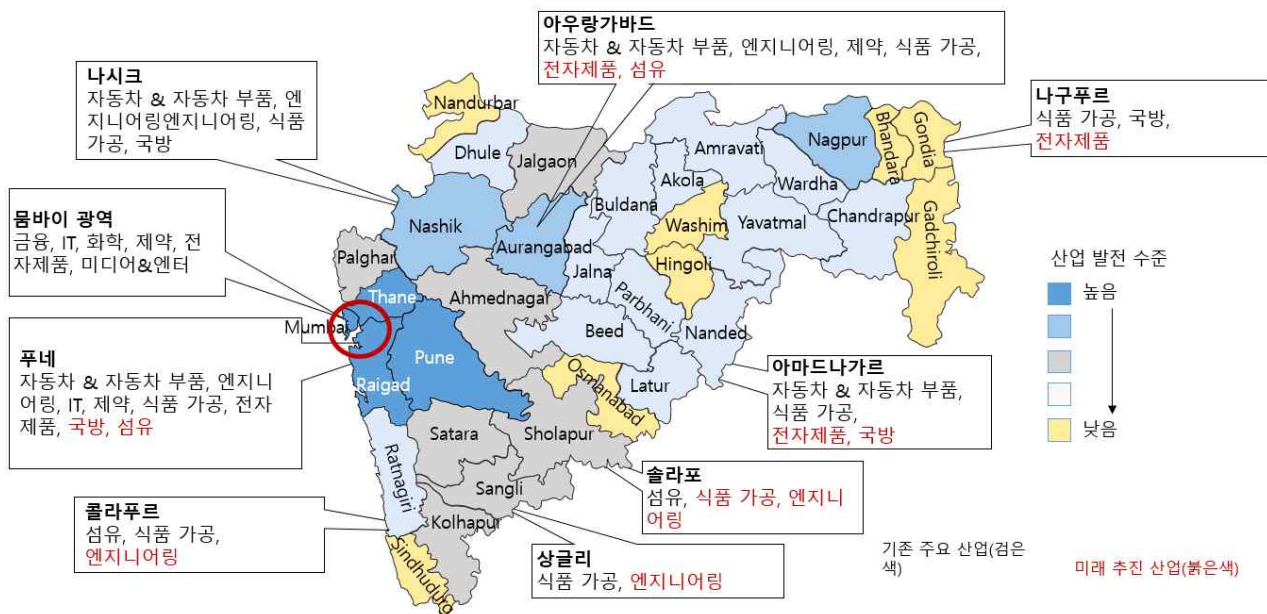 아우랑가바드
자동차 & 자동차 부품, 엔지니어링, 제약, 식품 가공,
전자제품, 섬유
나시크
자동차 & 자동차 부품, 엔
지니어링엔지니어링, 식품
가공, 국방
나구푸르
식품 가공, 국방,
전자제품
뭄바이 광역
금융, IT, 화학, 제약, 전
자제품, 미디어&엔터
푸네
자동차 & 자동차 부품, 엔지니
어링, IT, 제약, 식품 가공, 전자
제품, 국방, 섬유
콜라푸르
섬유, 식품 가공,
엔지니어링
상글리
식품 가공, 엔지니어링
솔라포
섬유, 식품 가공, 엔지니
어링
아마드나가르
자동차 & 자동차 부품,
식품 가공,
전자제품, 국방
Nandurbar
Dhule
Jalgaon
Nashik
Aurangabad
Buldana
Akola
Amravati
Nagpur
Bhandara
Gondia
Wardha
Washim
Yavatmal
Chandrapur
Gadchiroli
Hingoli
Palghar
Thane
Ahmednagar
Jalna
Parbhani
Mumbai
Pune
Beed
Nanded
Raigad
Osmanabad
Latur
Satara
Sholapur
Ratnagiri
Sangli
Kolhapur
Sindhudurg
산업 발전 수준
높음
낮음
기존 주요 산업(검은
색)
미래 추진 산업(붉은색)